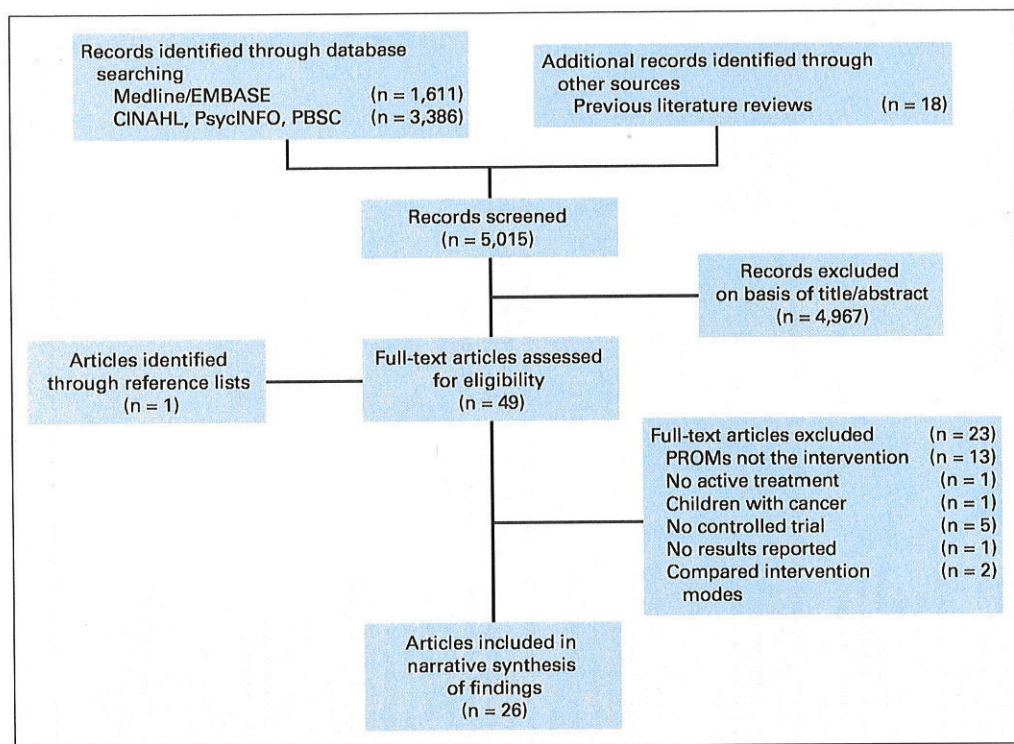 Records identified through database
searching
Medline/EMBASE (n = 1,611)
CINAHL, PsycINFO, PBSC (n = 3,386)
Additional records identified through
other sources
Previous literature reviews (n = 18)
Records screened
(n = 5,015)
Records excluded
on basis of title/abstract
(n = 4,967)
Articles identified
through reference lists
(n = 1)
Full-text articles assessed
for eligibility
(n = 49)
Full-text articles excluded (n = 23)
PROMs not the intervention (n = 13)
No active treatment (n = 1)
Children with cancer (n = 1)
No controlled trial (n = 5)
No results reported (n = 1)
Compared intervention (n = 2)
modes
Articles included in
narrative synthesis
of findings
(n = 26)